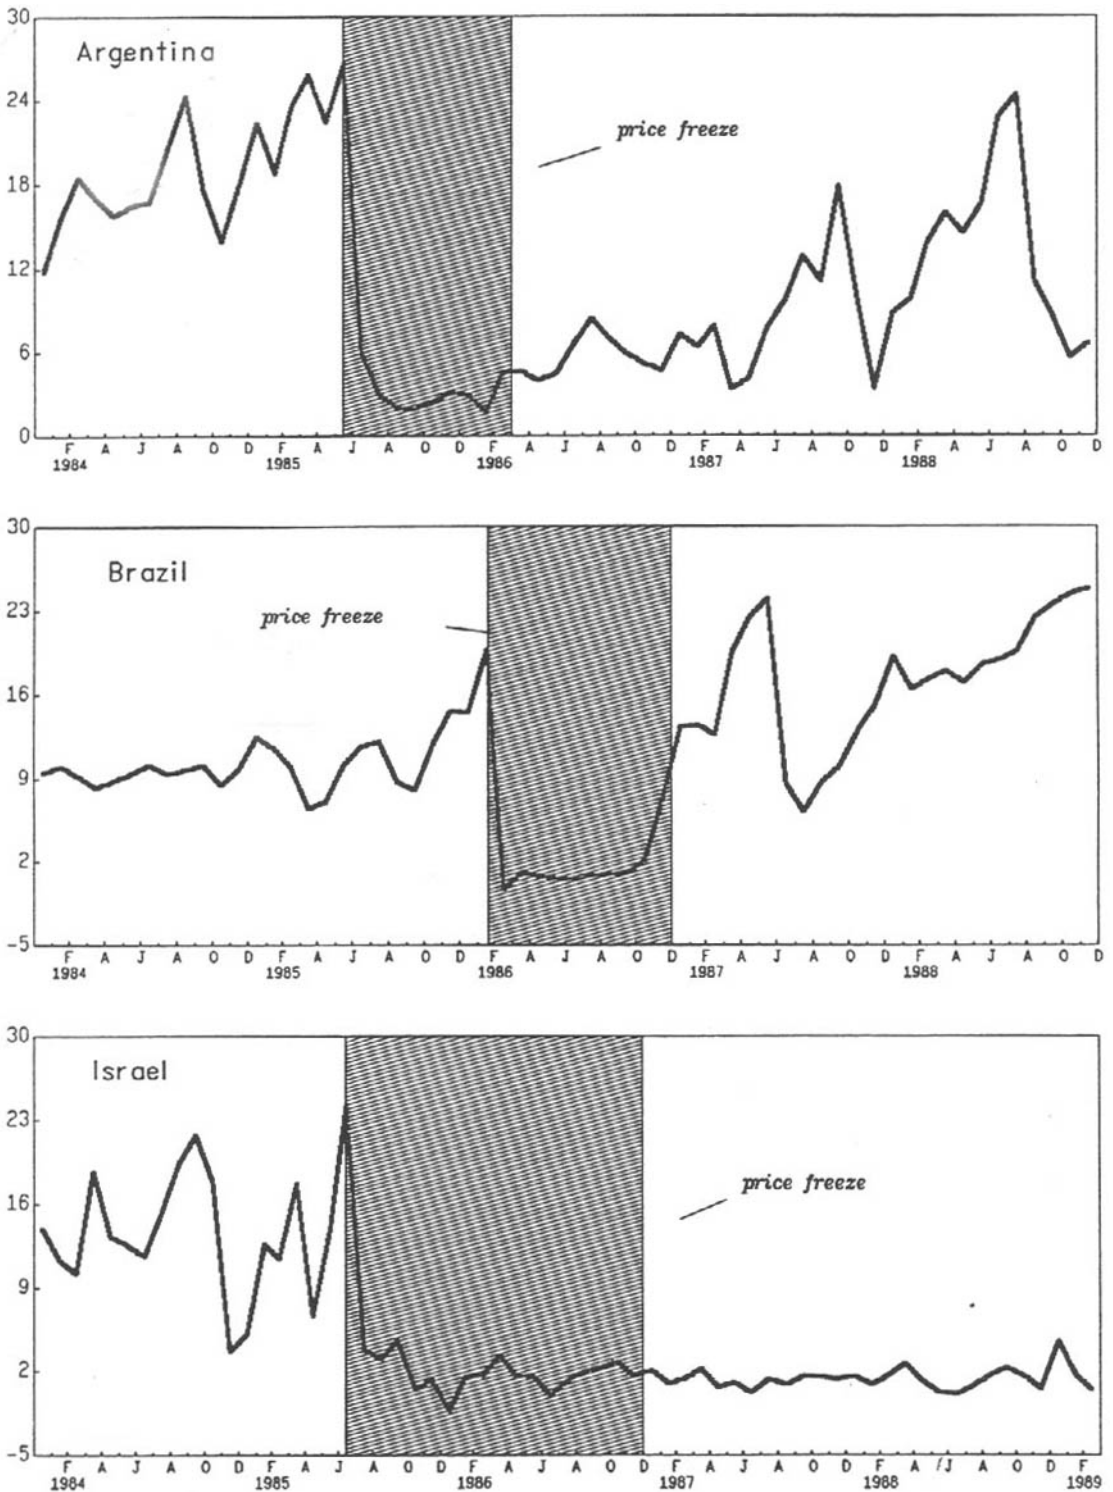 30
Argentina
24
price freeze
18
12
6
0
F A J A O D F A J A O D F A J A O D F A J A O D F A J A O D
1984 1985 1986 1987 1988
30
Brazil
23
price freeze
16
9
2
-5
F A J A O D F A J A O D F A J A O D F A J A O D F A J A O D
1984 1985 1986 1987 1988
30
Israel
23
price freeze
16
9
2
-5
F A J A O D F A J A O D F A J A O D F A J A O D F A J A O D F
1984 1985 1986 1987 1988 1989